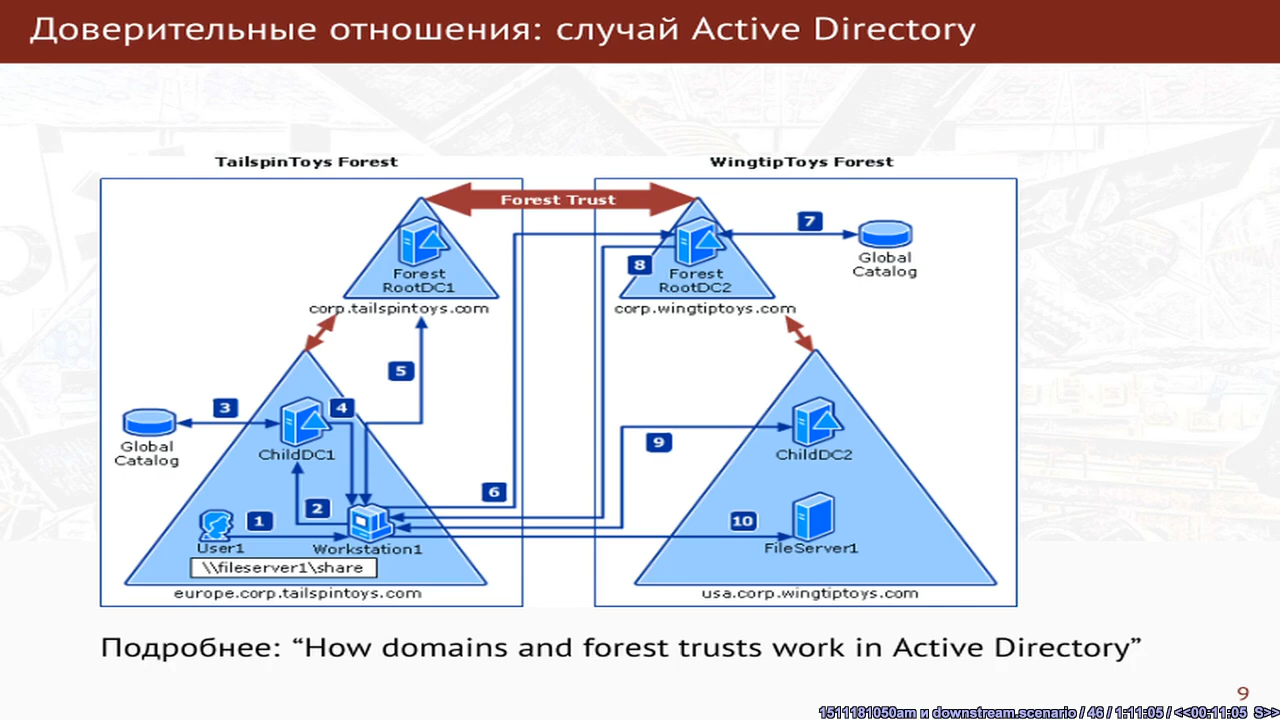 Доверительные отношения: случай Active Directory
TailspinToys Forest
WingtipToys Forest
Forest Trust
7
8
Forest
RootDC1
Forest
RootDC2
Global
Catalog
corp.tailspintoys.com
corp.wingtiptoys.com
5
3
4
9
Global
Catalog
ChildDC1
ChildDC2
6
2
1
10
User1
Workstation1
FileServer1
\\fileserver1\share
europe.corp.tailspintoys.com
usa.corp.wingtiptoys.com
Подробнее: “How domains and forest trusts work in Active Directory”
9
1511181050am и downstream.scenario / 46 / 1:11:05 / <<00:11:05 S>>